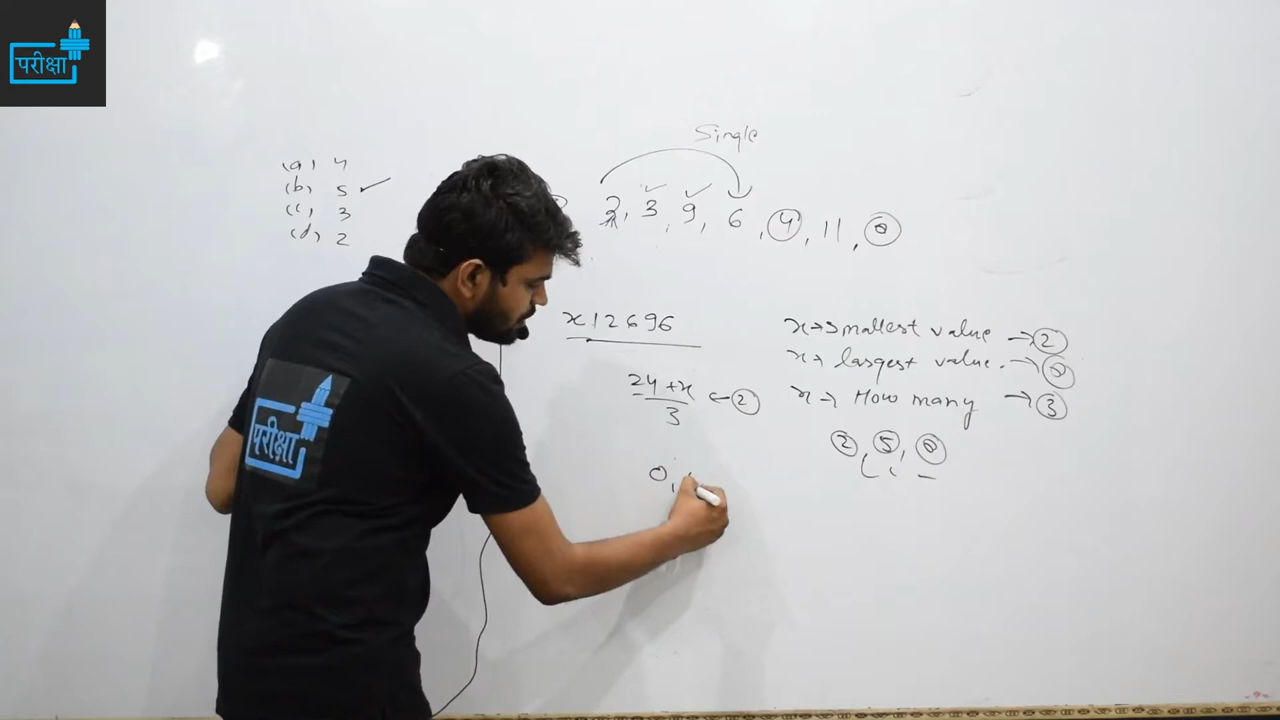 परीक्षा
Single
(a) 4
(b) 5 ✓
(c) 3
(d) 2
2, 3, 9, 6, 4, 11, 8
x12696
24+x
3
← 2
0,
x → smallest value → 2
x → largest value. → 8
x → How many → 3
2, 5, 8
परीक्षा